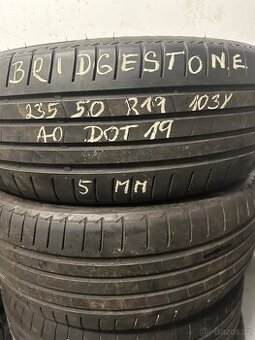 BRIDGESTONE
235 50 R19 103V
AO DOT 19
5 MM